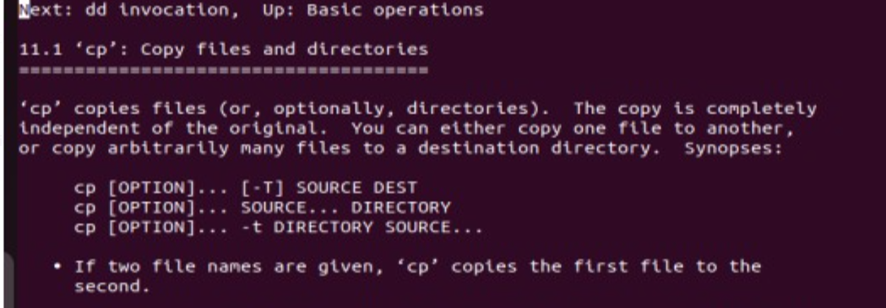 Next: dd invocation,  Up: Basic operations
11.1 ‘cp’: Copy files and directories
=====================================
‘cp’ copies files (or, optionally, directories).  The copy is completely
independent of the original.  You can either copy one file to another,
or copy arbitrarily many files to a destination directory.  Synopses:
cp [OPTION]... [-T] SOURCE DEST
cp [OPTION]... SOURCE... DIRECTORY
cp [OPTION]... -t DIRECTORY SOURCE...
• If two file names are given, ‘cp’ copies the first file to the
second.